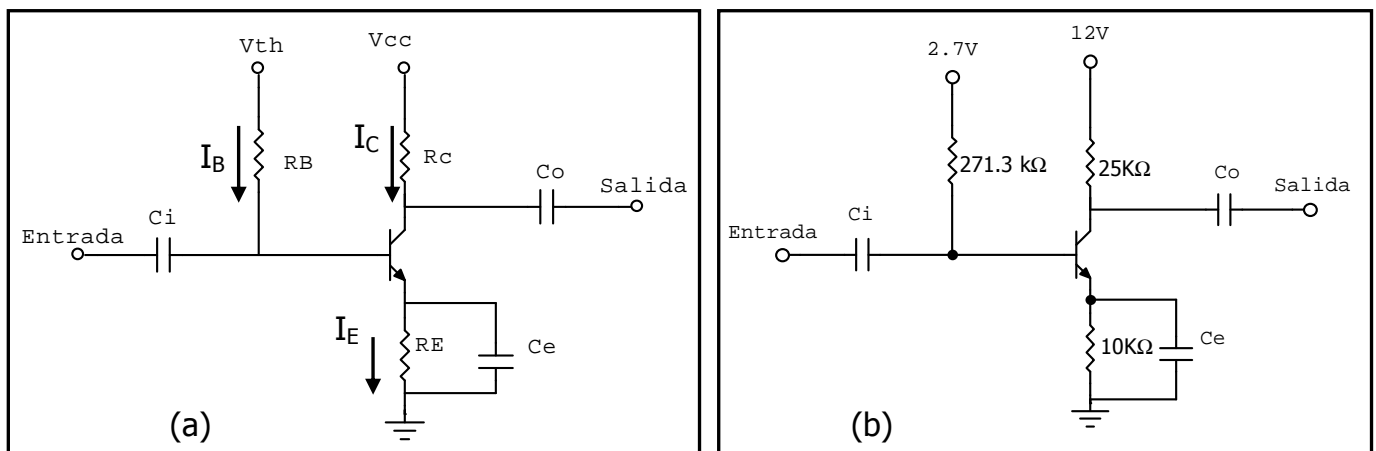 Vth
Vcc
I_B
RB
I_C
Rc
Co
Salida
Ci
Entrada
I_E
RE
Ce
(a)
2.7V
12V
271.3 kΩ
25KΩ
Co
Salida
Ci
Entrada
10KΩ
Ce
(b)